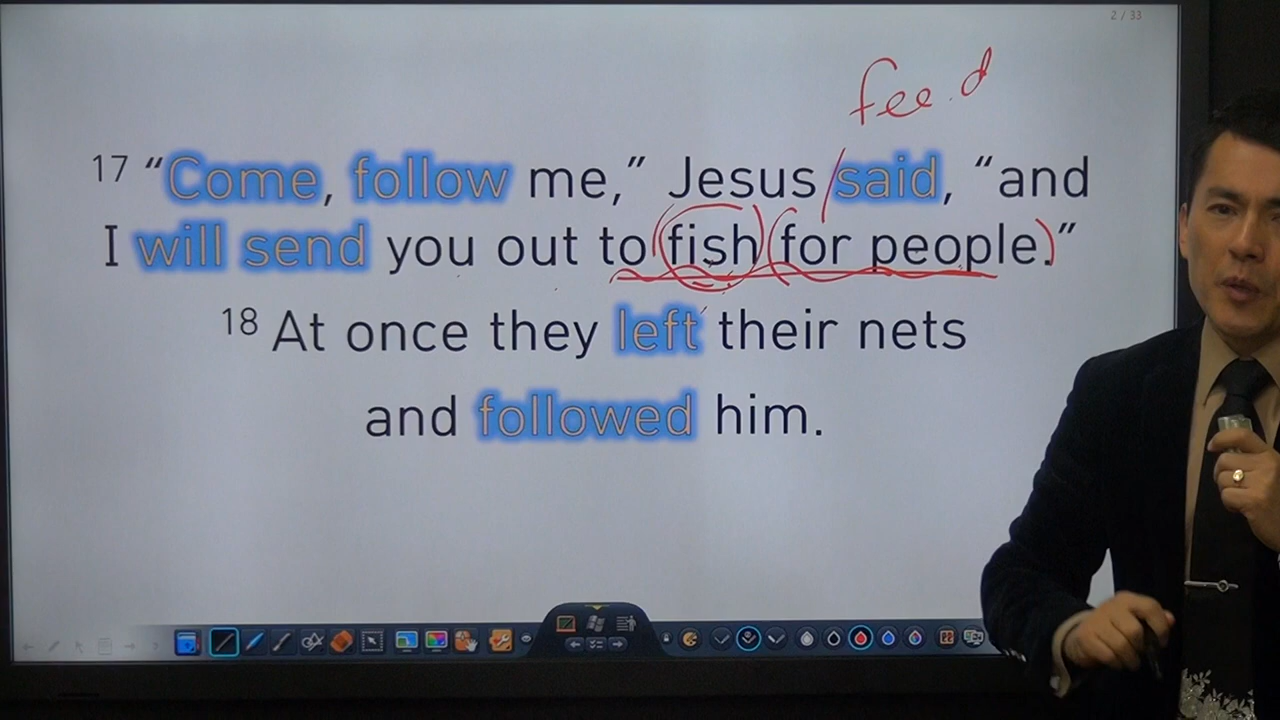 2 / 33
feed
17 “Come, follow me,” Jesus said, “and
I will send you out to fish for people.”
18 At once they left their nets
and followed him.